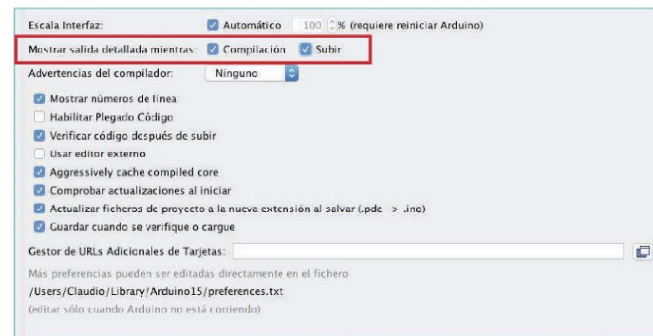 Escala Interfaz: Automático 100 % (requiere reiniciar Arduino)
Mostrar salida detallada mientras: Compilación Subir
Advertencias del compilador: Ninguno
Mostrar números de línea
Habilitar Plegado Código
Verificar código después de subir
Usar editor externo
Aggressively cache compiled core
Comprobar actualizaciones al iniciar
Actualizar ficheros de proyecto a la nueva extensión al salvar (.pde -> .ino)
Guardar cuando se verifique o cargue
Gestor de URLs Adicionales de Tarjetas:
Más preferencias pueden ser editadas directamente en el fichero
/Users/Claudio/Library/Arduino15/preferences.txt
(editar sólo cuando Arduino no está corriendo)